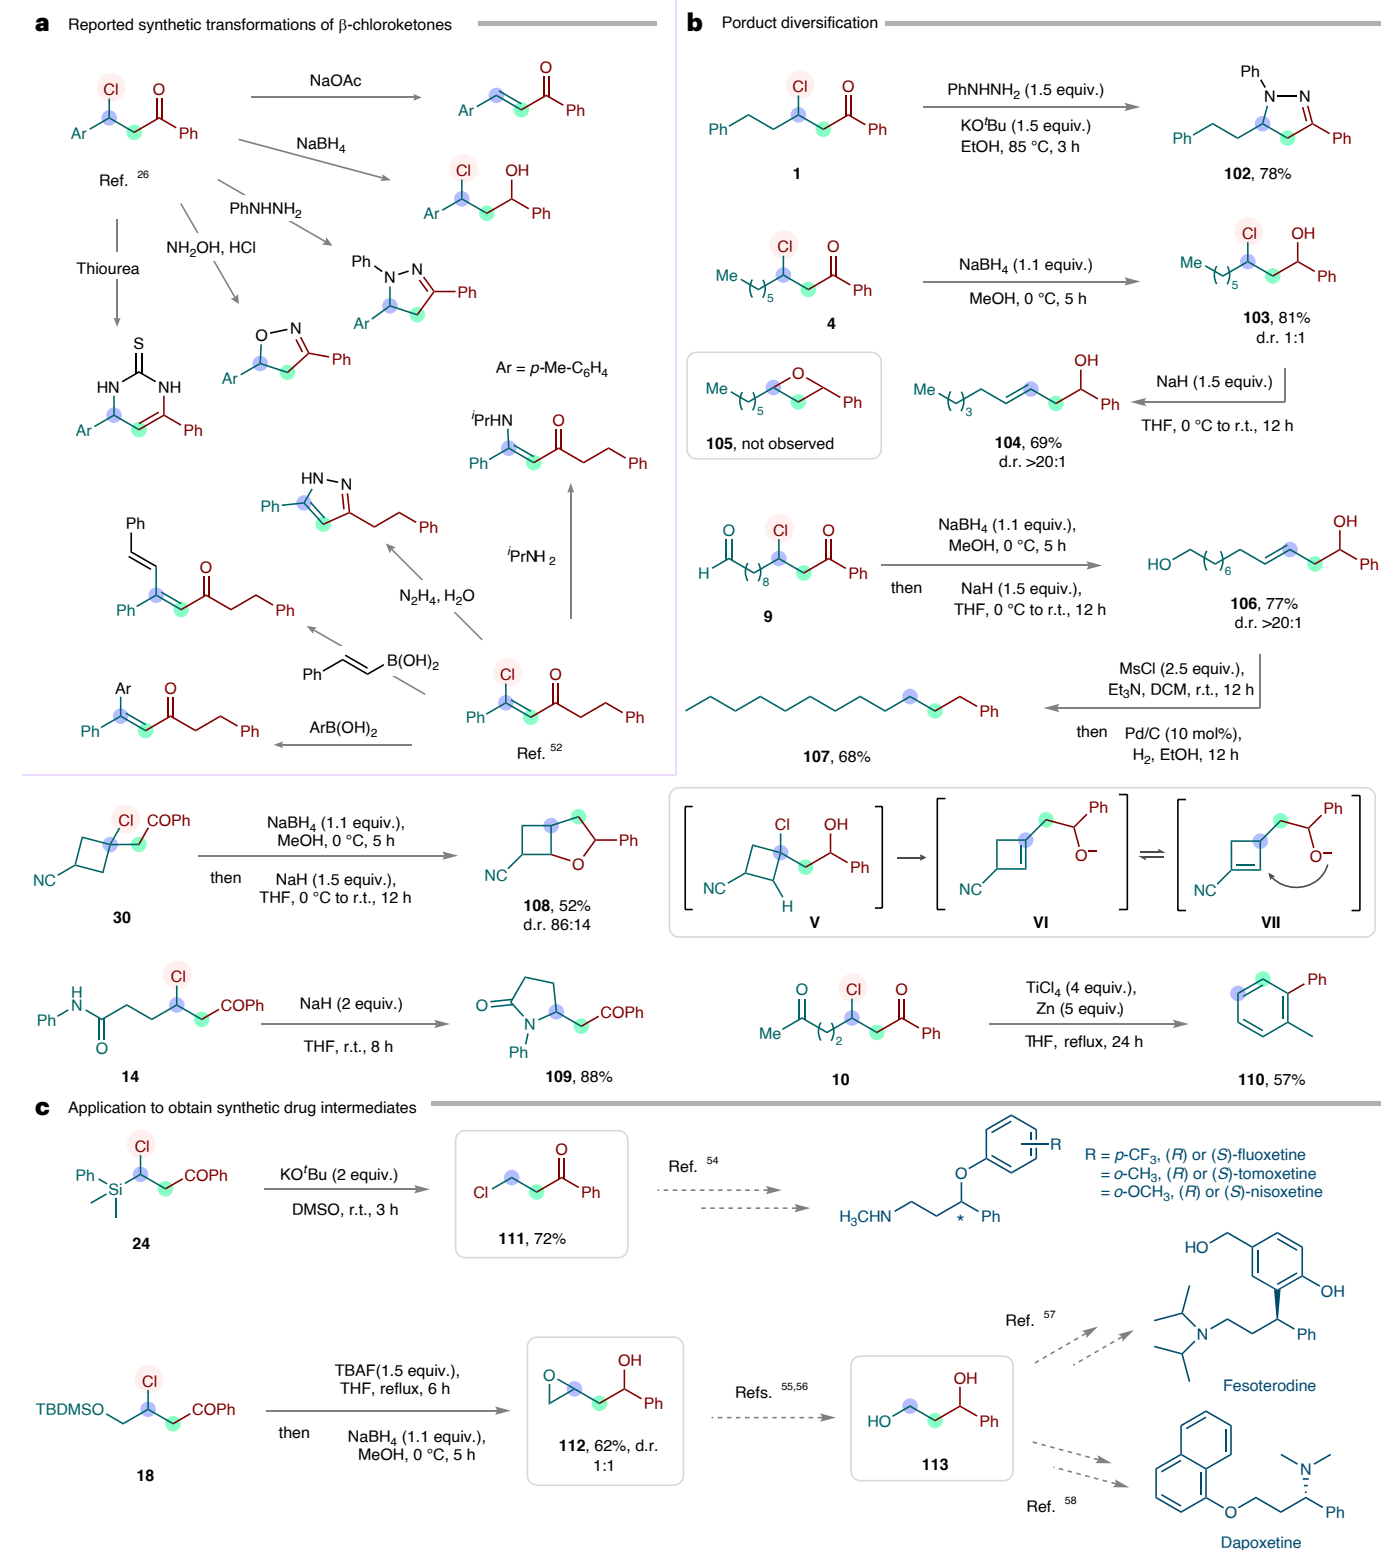 a Reported synthetic transformations of β-chloroketones
Cl
O
Ar
Ph
Ref. 26
NaOAc
O
Ar
Ph
NaBH4
Cl
OH
Ar
Ph
PhNHNH2
Ph
N
N
Ph
Ar
NH2OH, HCl
O
N
Ph
Ar
Thiourea
S
HN
NH
Ar
Ph
Ar = p-Me-C6H4
iPrHN
O
Ph
Ph
iPrNH2
HN
N
Ph
Ph
N2H4, H2O
Ph
O
Ph
Ph
Ph
B(OH)2
Cl
O
Ph
Ph
Ref. 52
Ar
O
Ph
Ph
ArB(OH)2
b Porduct diversification
Cl
O
Ph
Ph
1
PhNHNH2 (1.5 equiv.)
KOtBu (1.5 equiv.)
EtOH, 85 °C, 3 h
Ph
N
N
Ph
Ph
102, 78%
Cl
O
Me
5
Ph
4
NaBH4 (1.1 equiv.)
MeOH, 0 °C, 5 h
Cl
OH
Me
5
Ph
103, 81%
d.r. 1:1
NaH (1.5 equiv.)
THF, 0 °C to r.t., 12 h
OH
Me
3
Ph
104, 69%
d.r. >20:1
O
Me
5
Ph
105, not observed
O
Cl
O
H
8
Ph
9
NaBH4 (1.1 equiv.),
MeOH, 0 °C, 5 h
then
NaH (1.5 equiv.),
THF, 0 °C to r.t., 12 h
OH
HO
6
Ph
106, 77%
d.r. >20:1
MsCl (2.5 equiv.),
Et3N, DCM, r.t., 12 h
then
Pd/C (10 mol%),
H2, EtOH, 12 h
Ph
107, 68%
Cl
COPh
NC
30
NaBH4 (1.1 equiv.),
MeOH, 0 °C, 5 h
then
NaH (1.5 equiv.),
THF, 0 °C to r.t., 12 h
Ph
O
NC
108, 52%
d.r. 86:14
Cl
OH
Ph
NC
H
V
Ph
O−
NC
VI
Ph
O−
NC
VII
H
N
Ph
O
Cl
COPh
14
NaH (2 equiv.)
THF, r.t., 8 h
O
N
Ph
COPh
109, 88%
O
Cl
O
Me
2
Ph
10
TiCl4 (4 equiv.),
Zn (5 equiv.)
THF, reflux, 24 h
Ph
110, 57%
c Application to obtain synthetic drug intermediates
Cl
Ph
Si
COPh
24
KOtBu (2 equiv.)
DMSO, r.t., 3 h
O
Cl
Ph
111, 72%
Ref. 54
R
O
H3CHN
*
Ph
R = p-CF3, (R) or (S)-fluoxetine
= o-CH3, (R) or (S)-tomoxetine
= o-OCH3, (R) or (S)-nisoxetine
Cl
TBDMSO
COPh
18
TBAF(1.5 equiv.),
THF, reflux, 6 h
then
NaBH4 (1.1 equiv.),
MeOH, 0 °C, 5 h
O
OH
Ph
112, 62%, d.r.
1:1
Refs. 55,56
OH
HO
Ph
113
Ref. 57
HO
OH
N
Ph
Fesoterodine
Ref. 58
N
O
Ph
Dapoxetine